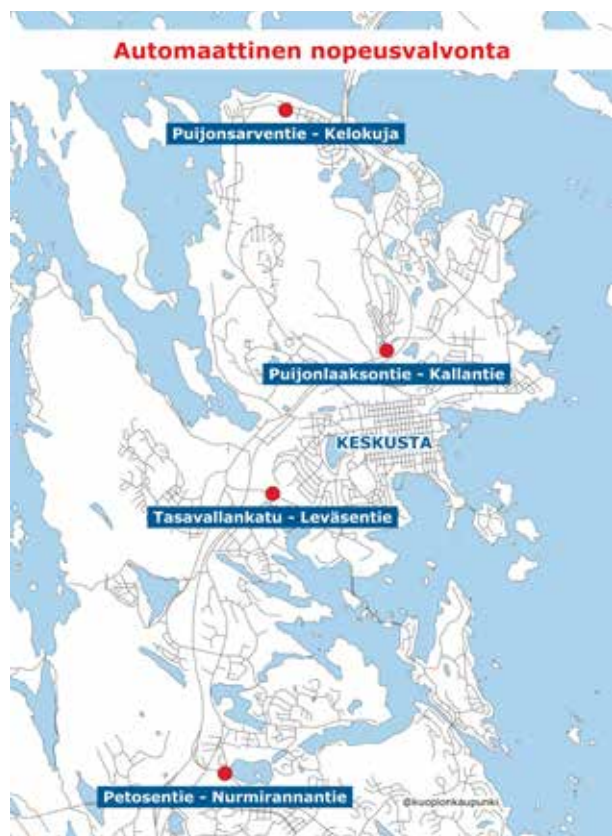 Automaattinen nopeusvalvonta
Puijonsarventie - Kelokuja
Puijonlaaksontie - Kallantie
KESKUSTA
Tasavallankatu - Leväsentie
Petosentie - Nurmirannantie
@kuopionkaupunki